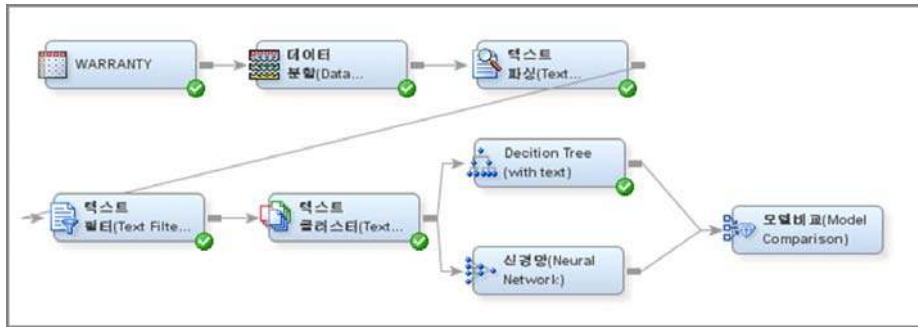 WARRANTY
데이터
분할(Data...
텍스트
파싱(Text...
텍스트
필터(Text Filte...
텍스트
클러스터(Text...
Decition Tree
(with text)
신경망(Neural
Network)
모델비교(Model
Comparison)